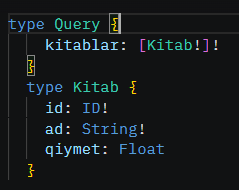 type Query {
    kitablar: [Kitab!]!
  }
  type Kitab {
    id: ID!
    ad: String!
    qiymet: Float
  }